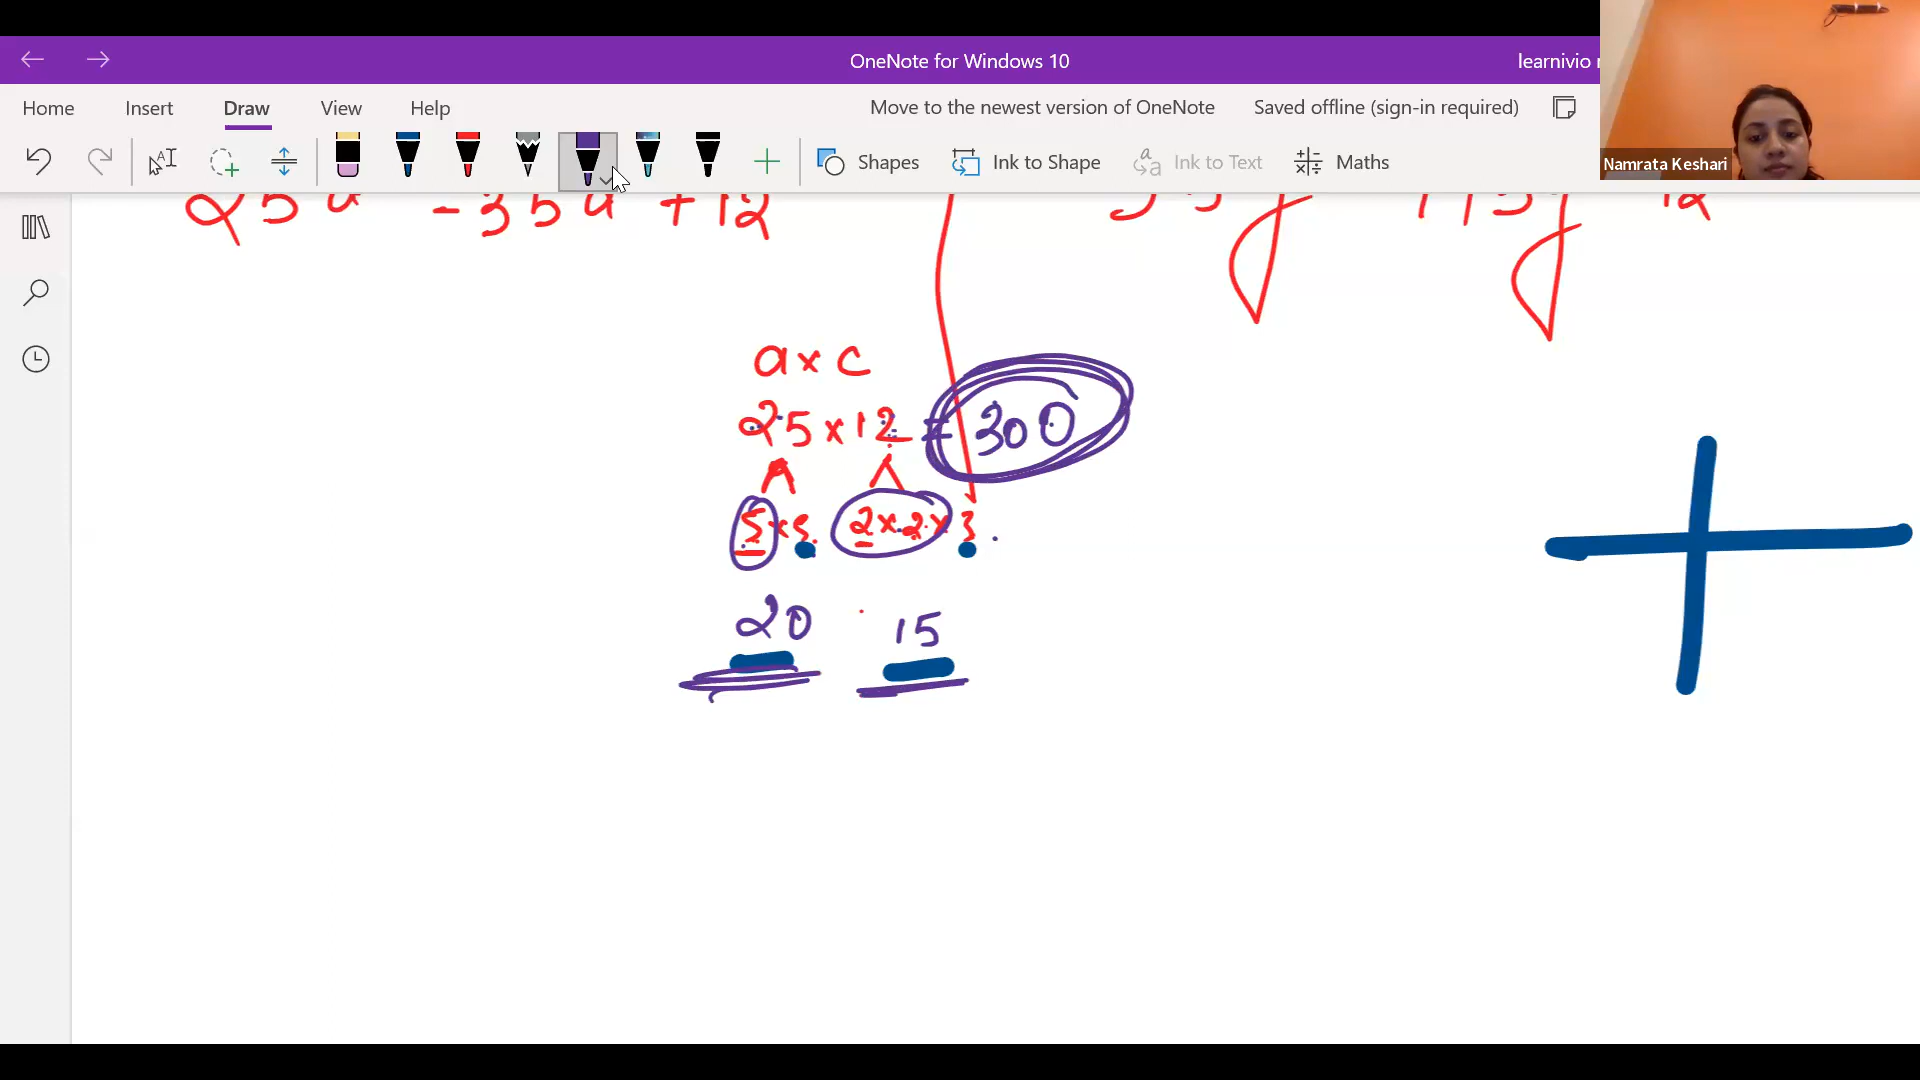 OneNote for Windows 10
learnivio
Home Insert Draw View Help
Move to the newest version of OneNote
Saved offline (sign-in required)
Shapes
Ink to Shape
Ink to Text
Maths
Namrata Keshari
25 - 35 + 12
a x c
25 x 12 = 300
5 x 5 2 x 2 x 3
20 15